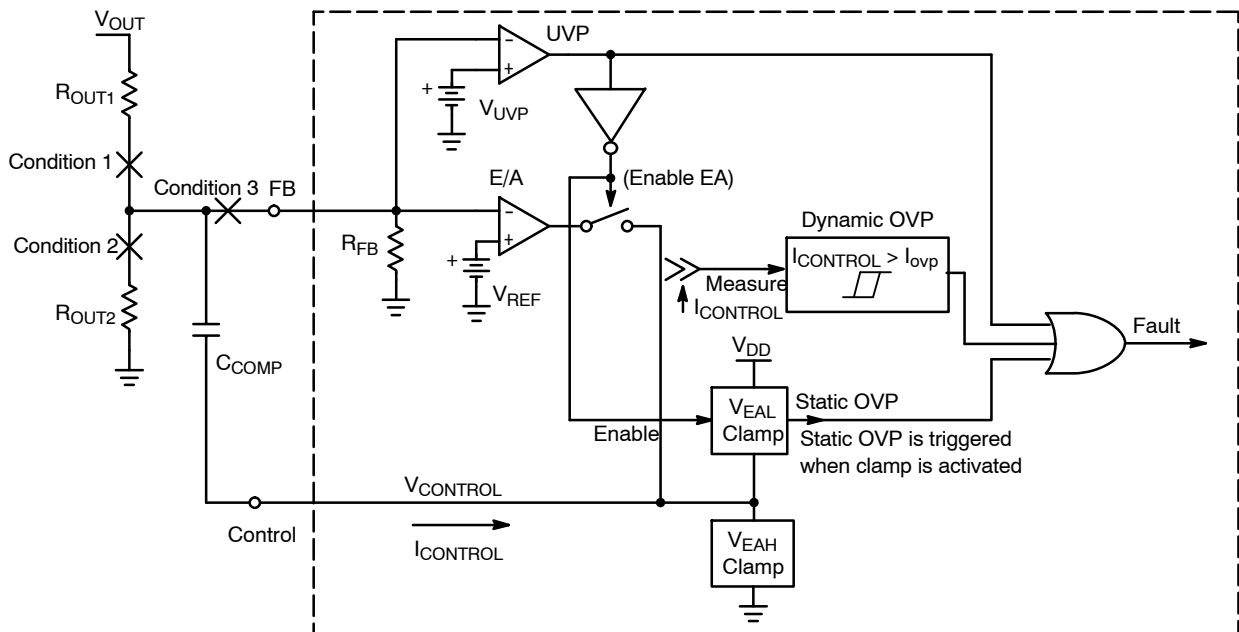 VOUT
UVP
+
−
+
ROUT1
VUVP
Condition 1
Condition 3 FB
E/A
(Enable EA)
Dynamic OVP
−
+
Condition 2
RFB
+
ICONTROL > Iovp
Measure
VREF
ICONTROL
ROUT2
Fault
CCOMP
VDD
Static OVP
VEAL
Clamp
Enable
Static OVP is triggered
when clamp is activated
VCONTROL
Control
ICONTROL
VEAH
Clamp